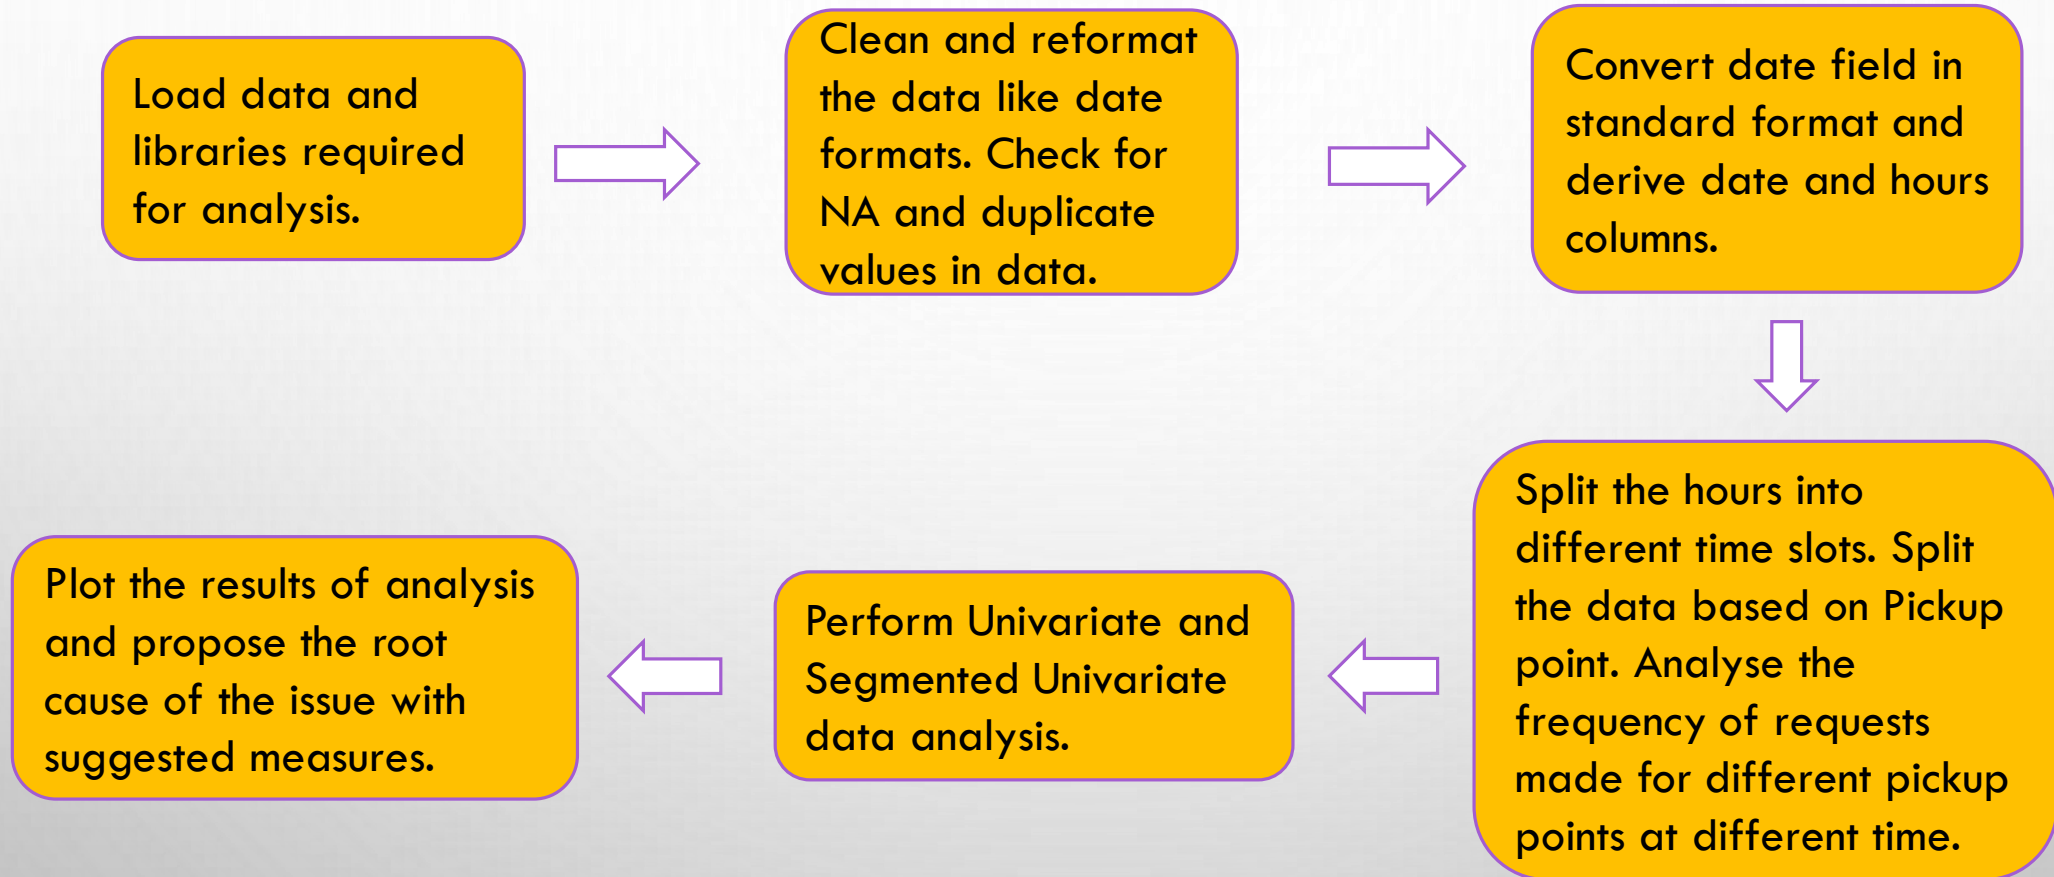 Load data and
libraries required
for analysis.
Clean and reformat
the data like date
formats. Check for
NA and duplicate
values in data.
Convert date field in
standard format and
derive date and hours
columns.
Split the hours into
different time slots. Split
the data based on Pickup
point. Analyse the
frequency of requests
made for different pickup
points at different time.
Perform Univariate and
Segmented Univariate
data analysis.
Plot the results of analysis
and propose the root
cause of the issue with
suggested measures.